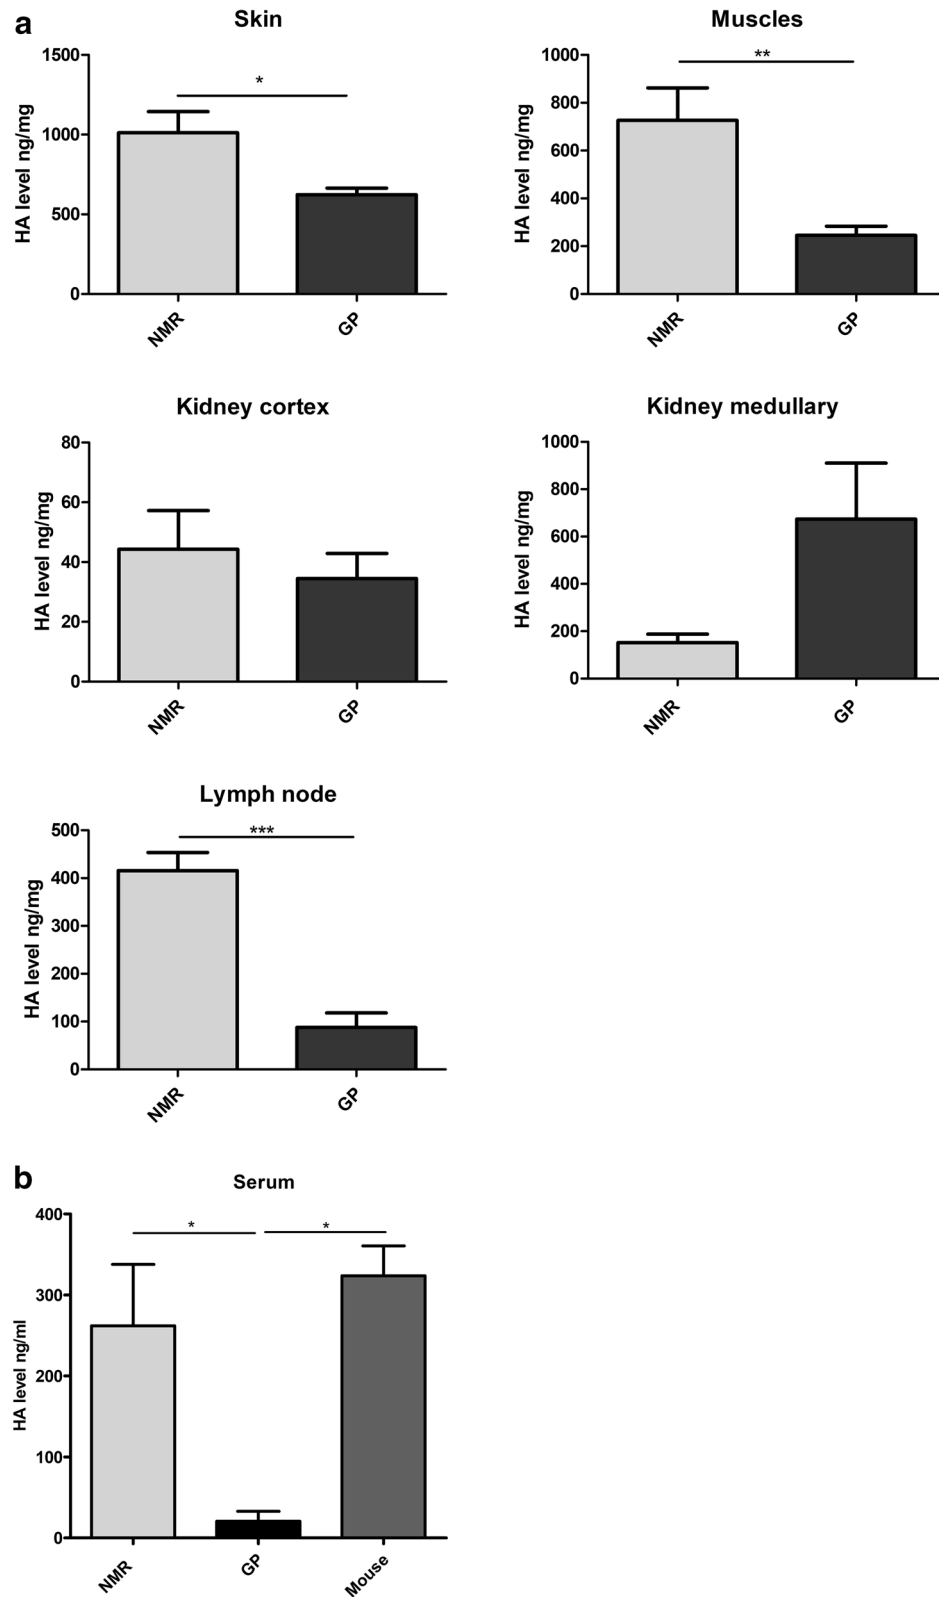 a
Skin
1500
1000
500
0
HA level ng/mg
*
NMR
GP
Muscles
1000
800
600
400
200
0
HA level ng/mg
**
NMR
GP
Kidney cortex
80
60
40
20
0
HA level ng/mg
NMR
GP
Kidney medullary
1000
800
600
400
200
0
HA level ng/mg
NMR
GP
Lymph node
500
400
300
200
100
0
HA level ng/mg
***
NMR
GP
b
Serum
400
300
200
100
0
HA level ng/ml
*
*
NMR
GP
Mouse